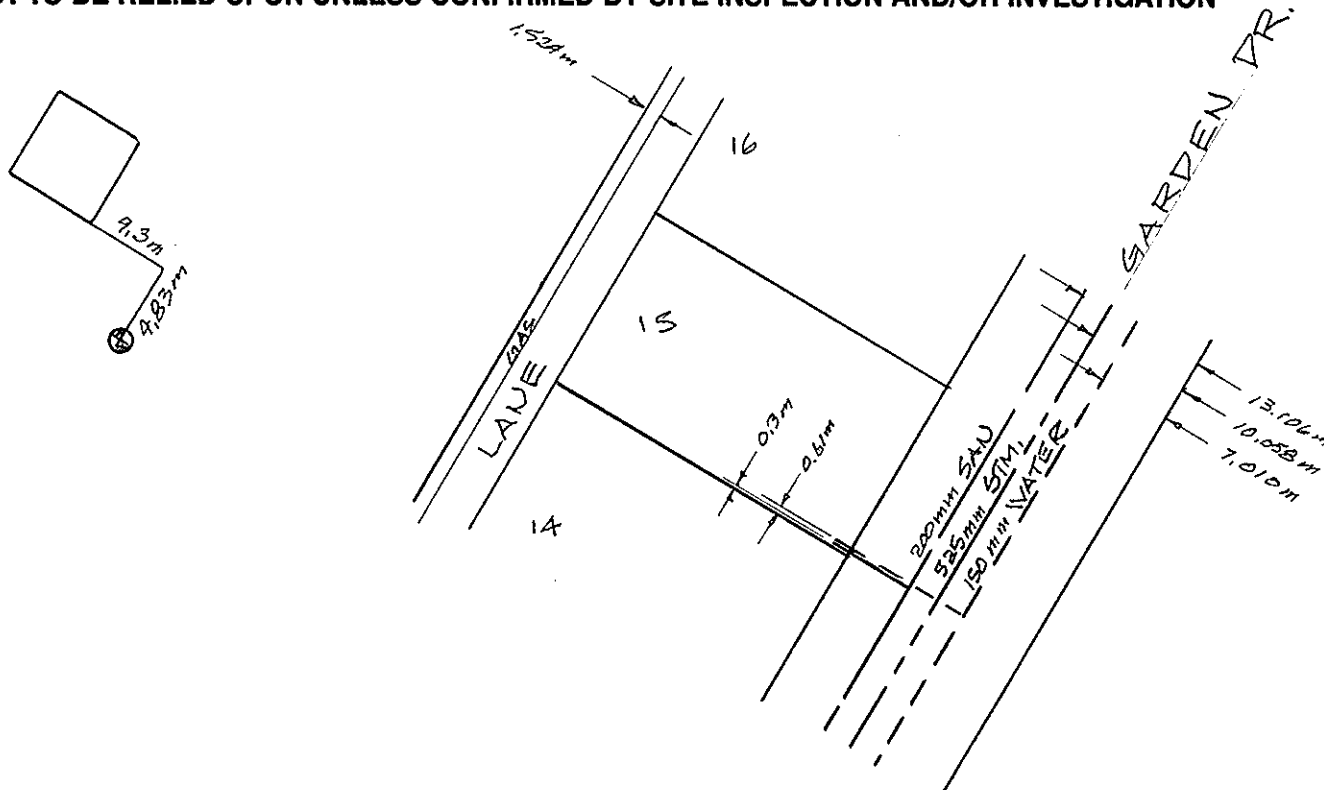 TO BE RELIED UPON UNLESS CONFIRMED BY SITE INSPECTION AND/OR INVESTIGATION
1.524m
GARDEN DR.
16
9.3m
4.83m
15
GAS
LANE
0.3m
0.61m
14
200mm SAN
525mm STM.
150mm WATER
13.106m
10.058m
7.010m